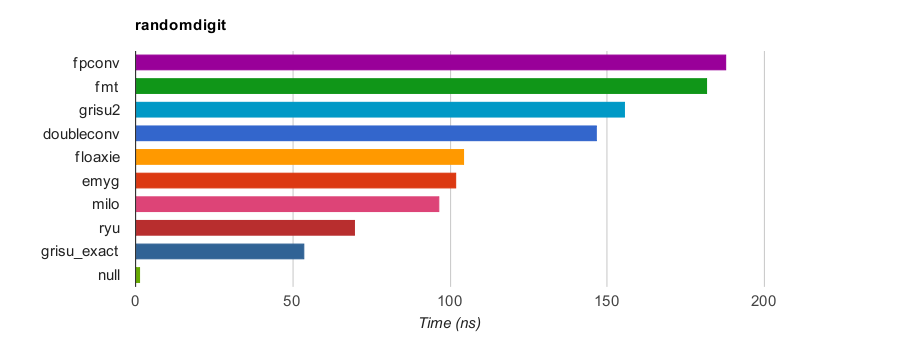 randomdigit
fpconv
fmt
grisu2
doubleconv
floaxie
emyg
milo
ryu
grisu_exact
null
0 50 100 150 200
Time (ns)